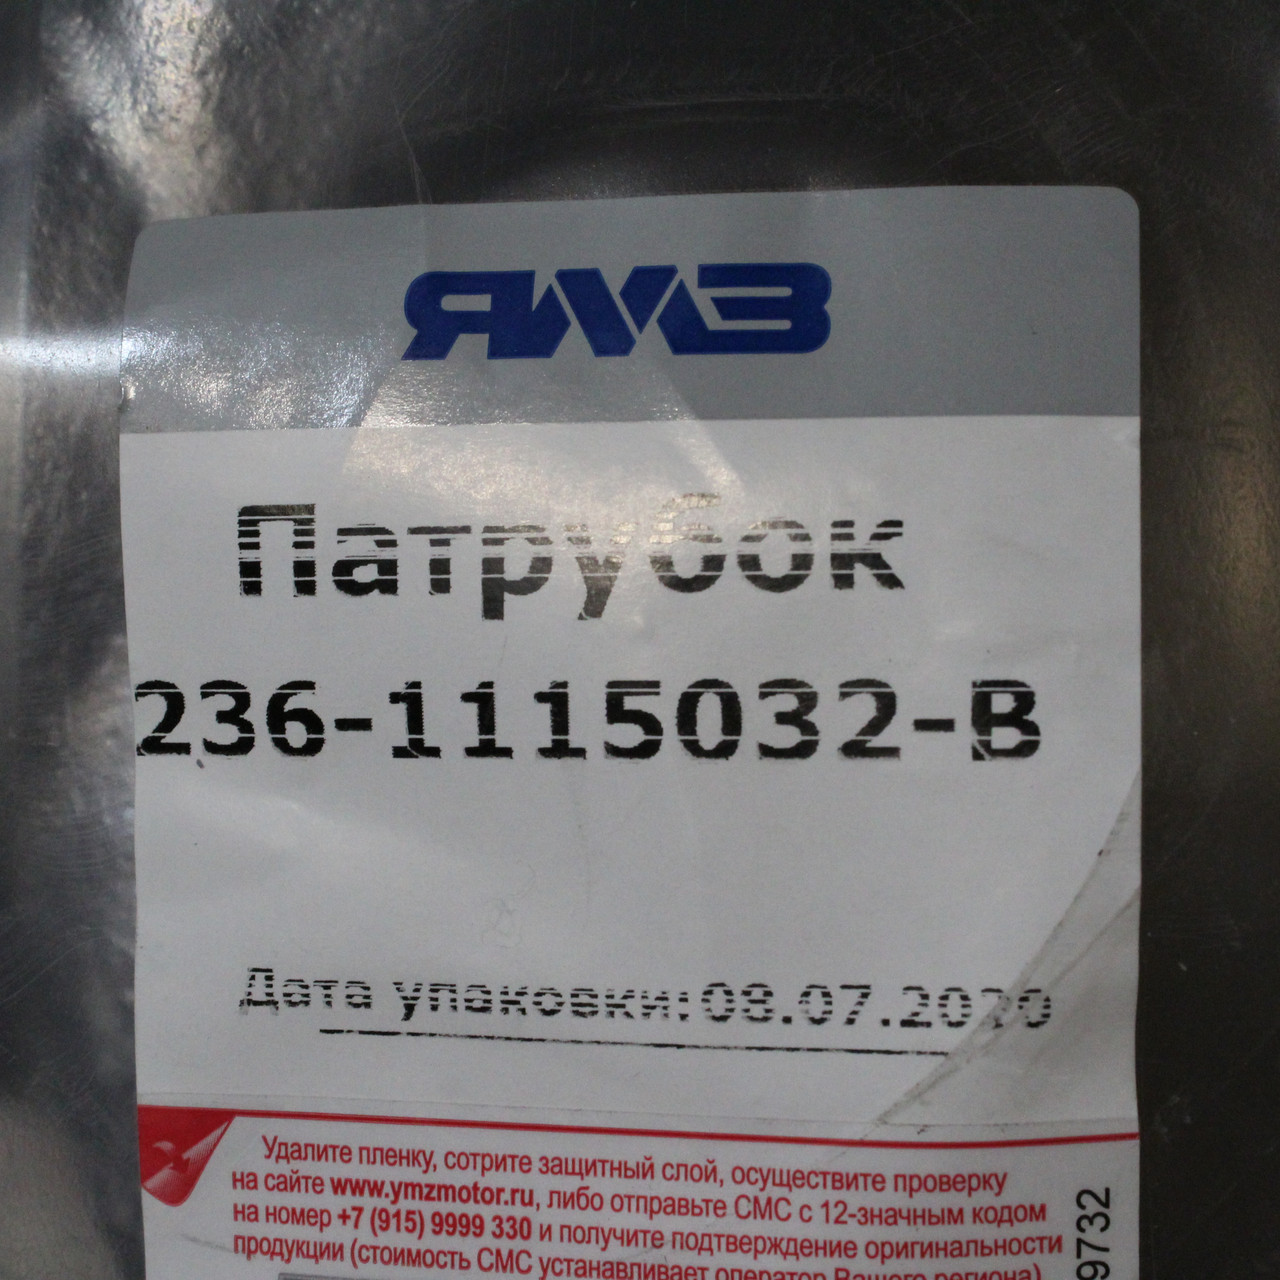 ЯМЗ
Патрубок
236-1115032-В
Дата упаковки:08.07.2020
Удалите пленку, сотрите защитный слой, осуществите проверку
на сайте www.ymzmotor.ru, либо отправьте СМС с 12-значным кодом
на номер +7 (915) 9999 330 и получите подтверждение оригинальности
продукции (стоимость СМС устанавливает оператор Вашего региона)
9732